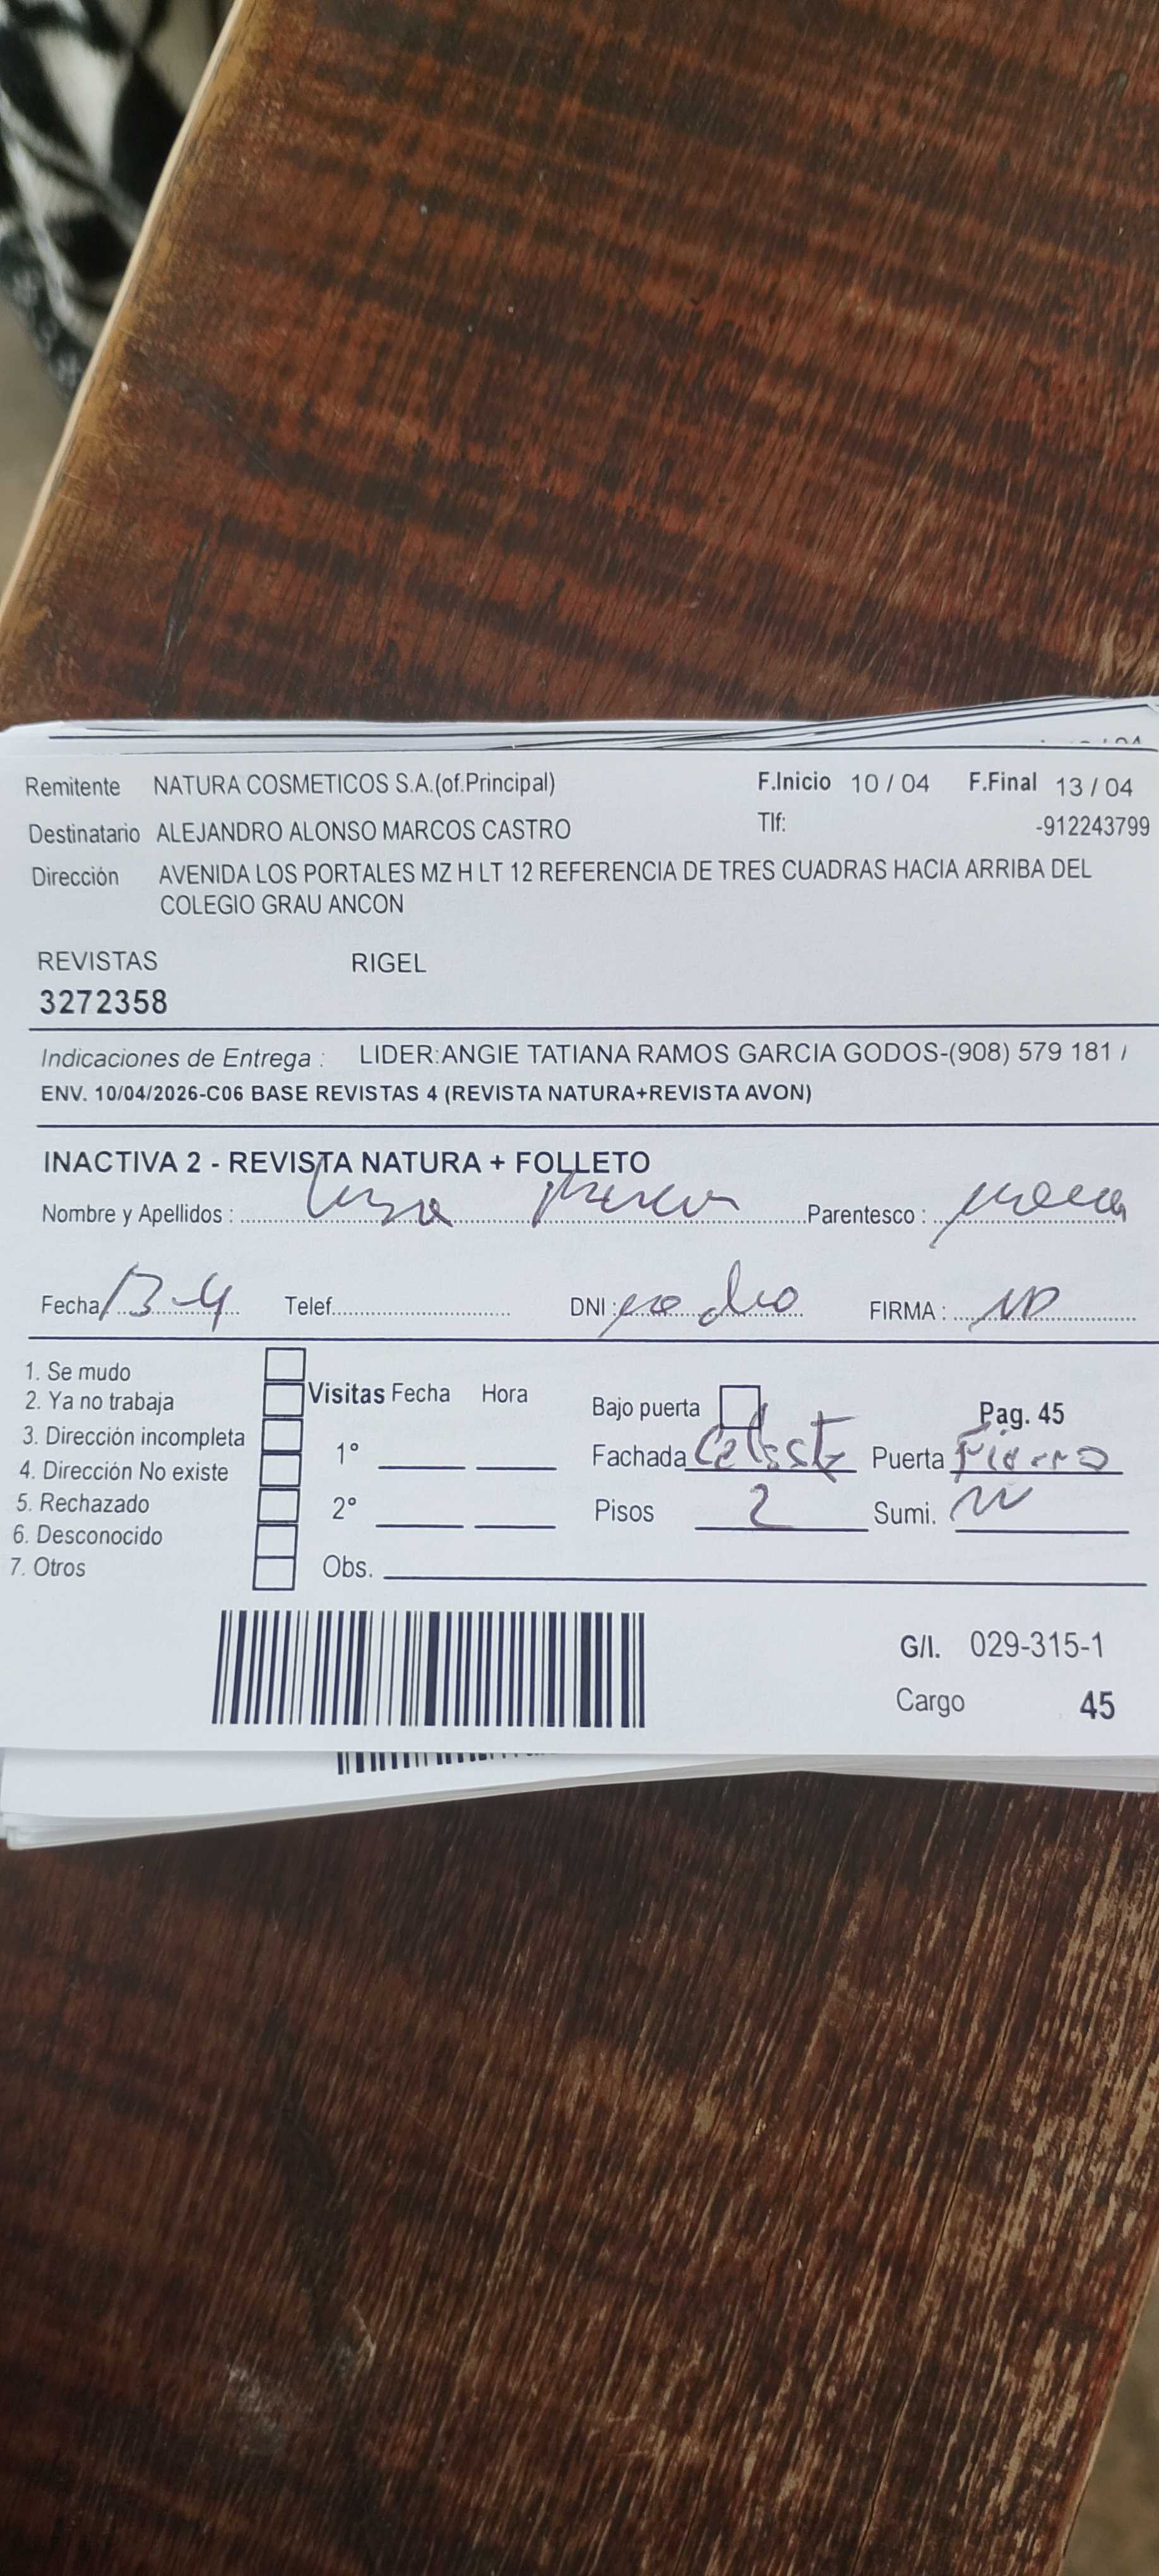 Remitente NATURA COSMETICOS S.A.(of.Principal) F.Inicio 10 / 04 F.Final 13 / 04
Destinatario ALEJANDRO ALONSO MARCOS CASTRO Tlf: -912243799
Dirección AVENIDA LOS PORTALES MZ H LT 12 REFERENCIA DE TRES CUADRAS HACIA ARRIBA DEL
COLEGIO GRAU ANCON
REVISTAS RIGEL
3272358
Indicaciones de Entrega : LIDER:ANGIE TATIANA RAMOS GARCIA GODOS-(908) 579 181 /
ENV. 10/04/2026-C06 BASE REVISTAS 4 (REVISTA NATURA+REVISTA AVON)
INACTIVA 2 - REVISTA NATURA + FOLLETO
Nombre y Apellidos : Parentesco :
Fecha 13-4 Telef. DNI : FIRMA :
1. Se mudo
2. Ya no trabaja Visitas Fecha Hora Bajo puerta Pag. 45
3. Dirección incompleta 1° Fachada Celeste Puerta Fierro
4. Dirección No existe
5. Rechazado 2° Pisos 2 Sumi.
6. Desconocido
7. Otros Obs.
G/I. 029-315-1
Cargo 45